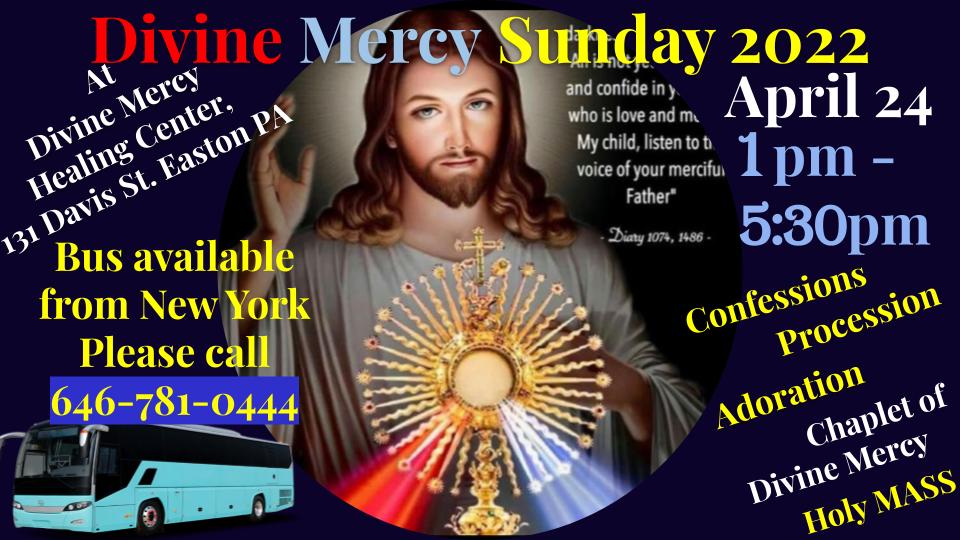 Divine Mercy Sunday 2022
At
Divine Mercy
Healing Center,
131 Davis St. Easton PA
and confide in
who is love and
My child, listen to
voice of your merciful
Father"
- Diary 1074, 1486 -
April 24
1 pm -
5:30pm
Bus available
from New York
Please call
646-781-0444
Confessions
Procession
Adoration
Chaplet of
Divine Mercy
Holy MASS